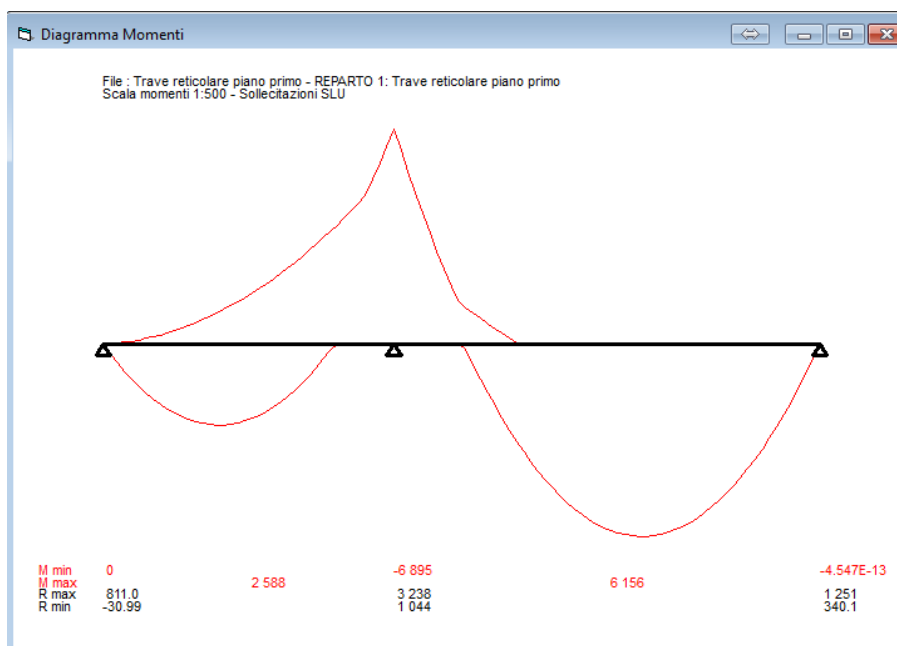 Diagramma Momenti
File : Trave reticolare piano primo - REPARTO 1: Trave reticolare piano primo
Scala momenti 1:500 - Sollecitazioni SLU
M min 0 -6 895 -4.547E-13
M max 2 588 6 156
R max 811.0 3 238 1 251
R min -30.99 1 044 340.1